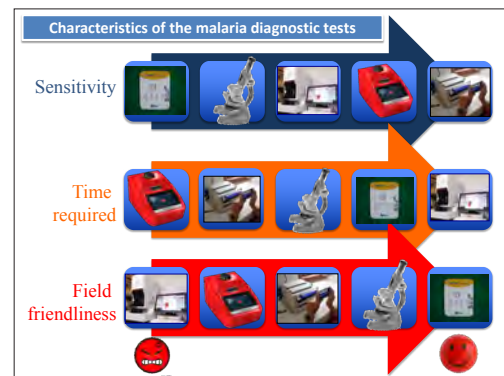 Characteristics of the malaria diagnostic tests
Sensitivity
Time
required
Field
friendliness